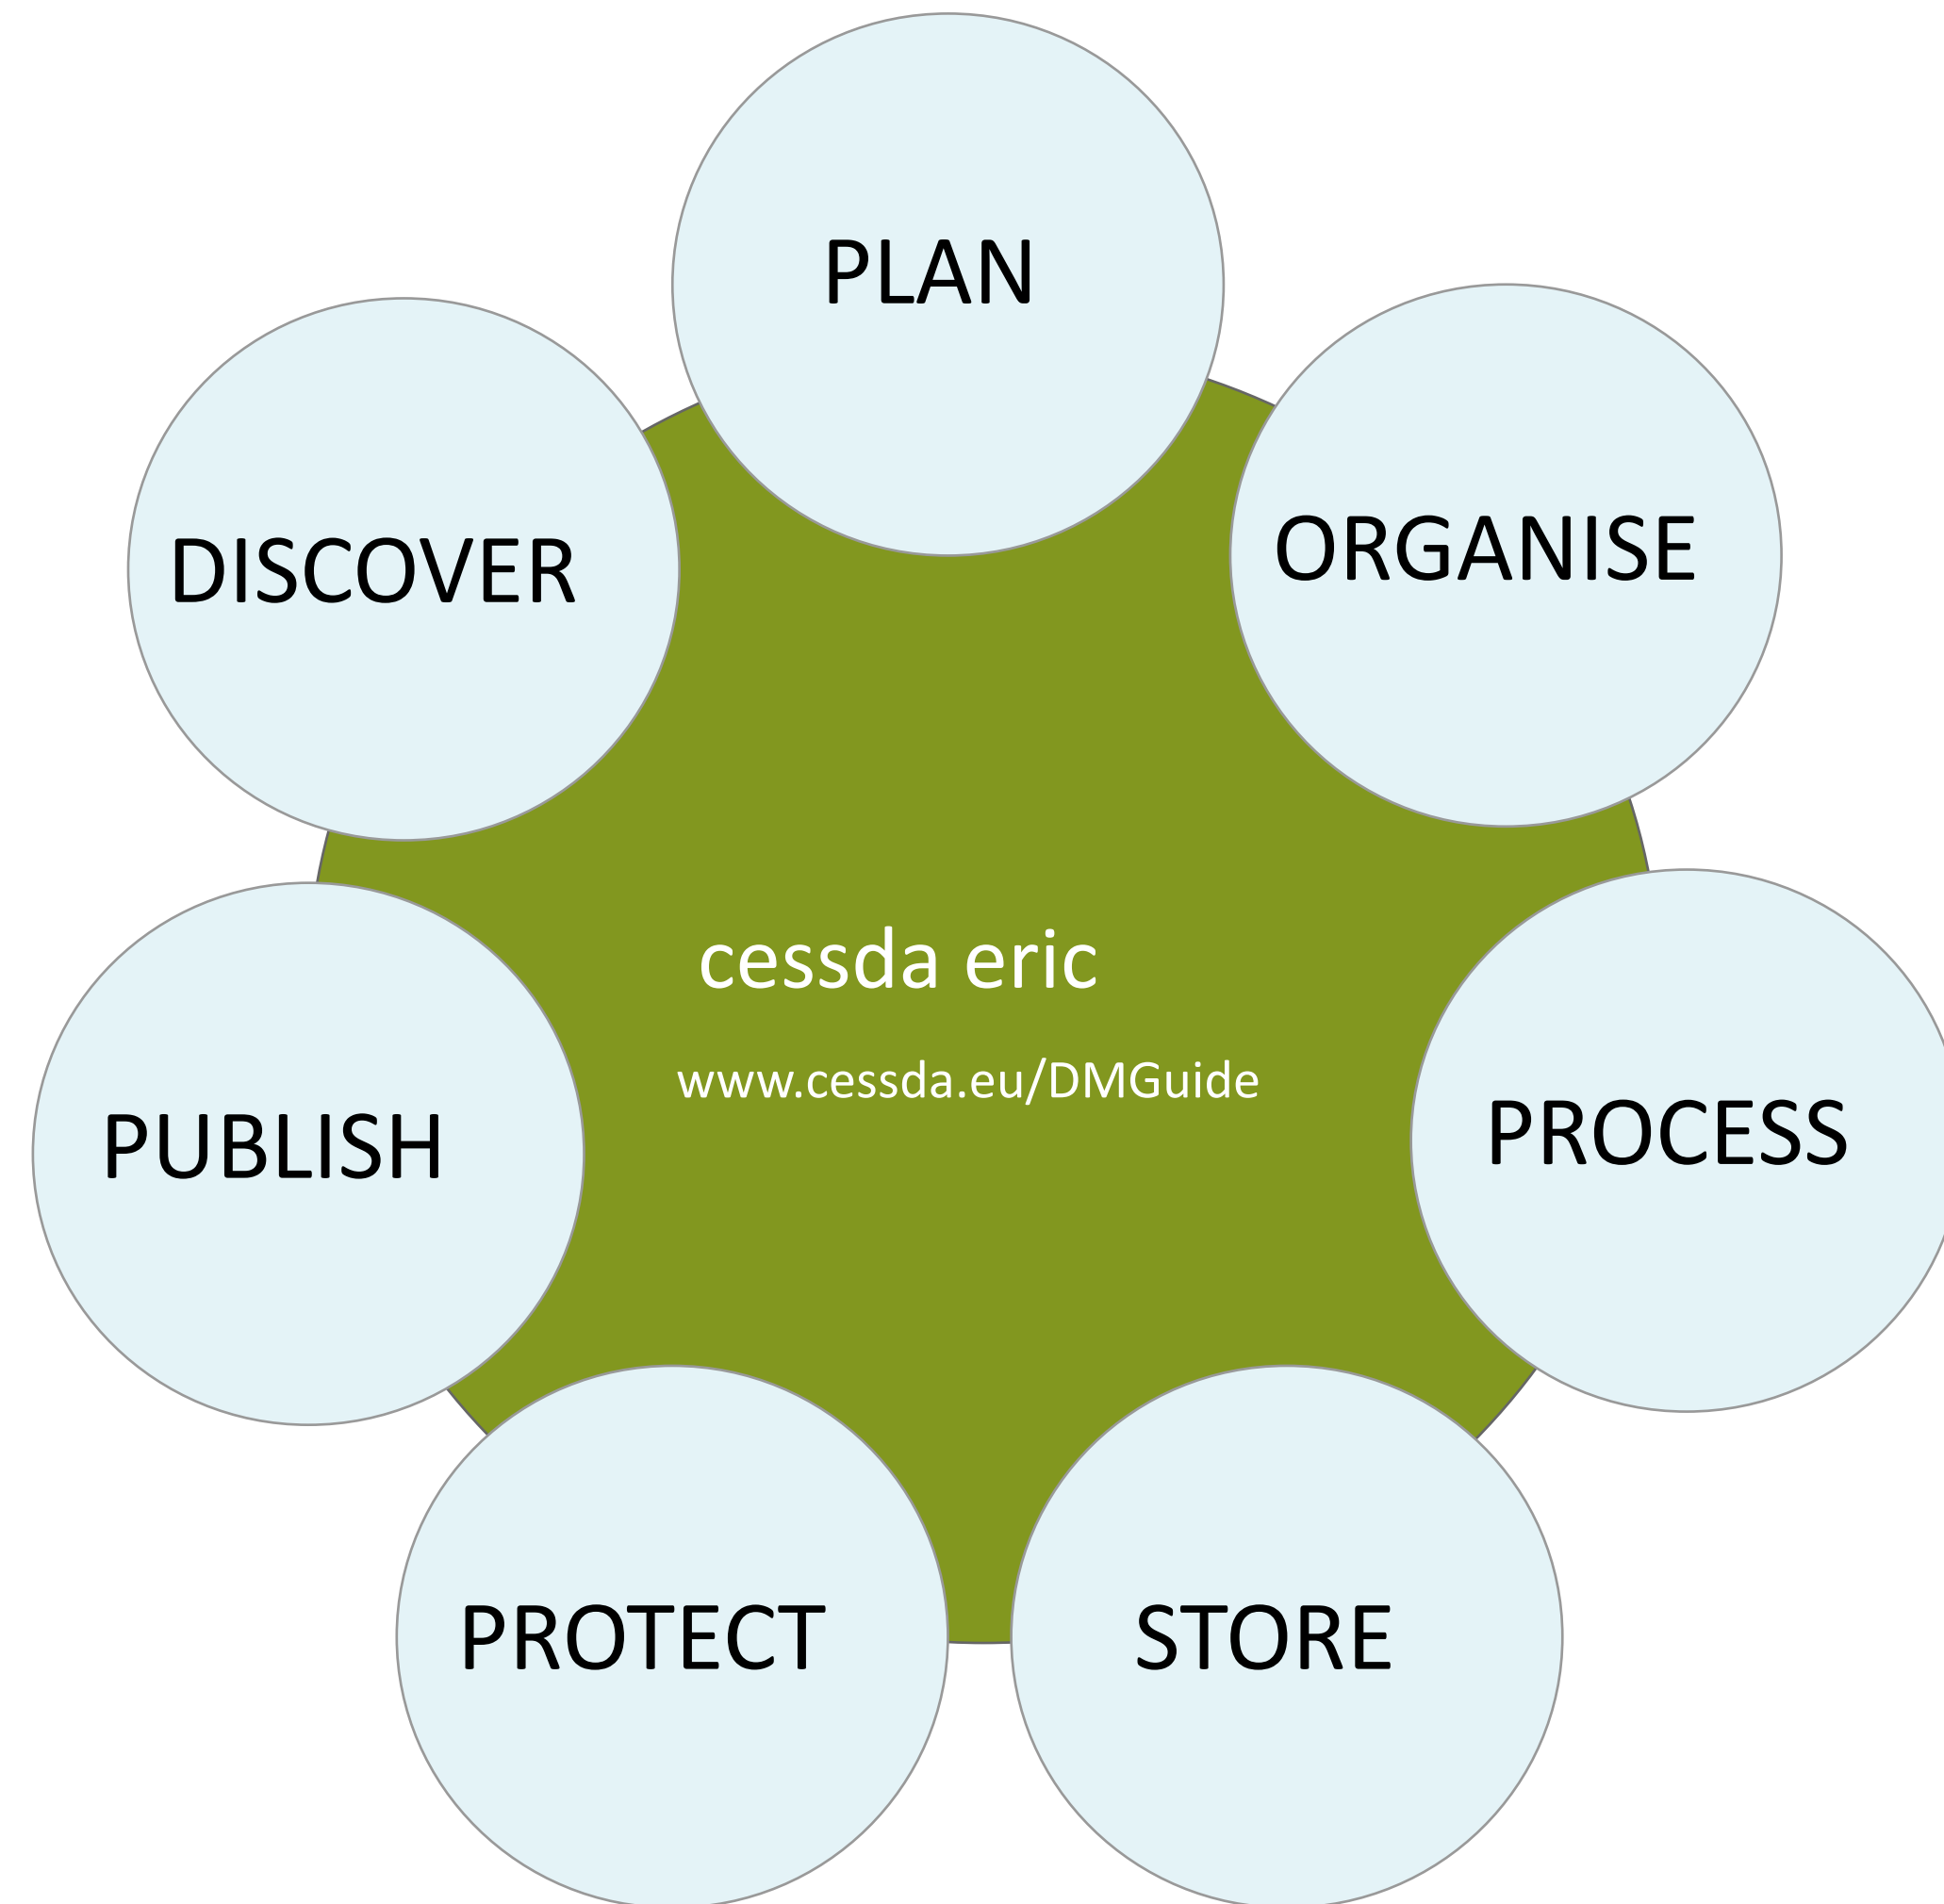 PLAN
ORGANISE
DISCOVER
cessda eric
www.cessda.eu/DMGuide
PROCESS
PUBLISH
STORE
PROTECT